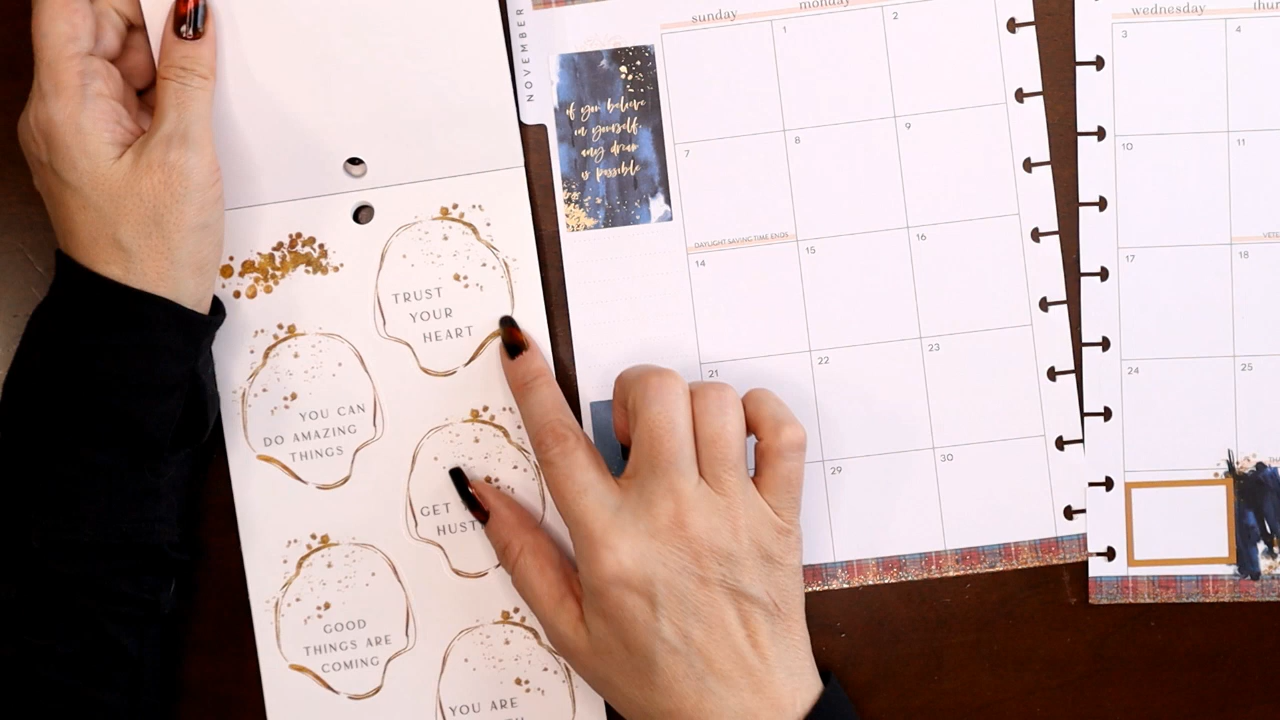 TRUST
YOUR
HEART
YOU CAN
DO AMAZING
THINGS
GET
GOOD
THINGS ARE
COMING
YOU ARE
NOVEMBER
if you believe
in yourself,
any dream
is possible
sunday
monday
1
2
7
8
9
DAYLIGHT SAVING TIME ENDS
14
15
16
21
22
23
29
30
wednesday
3
4
10
11
17
18
24
25